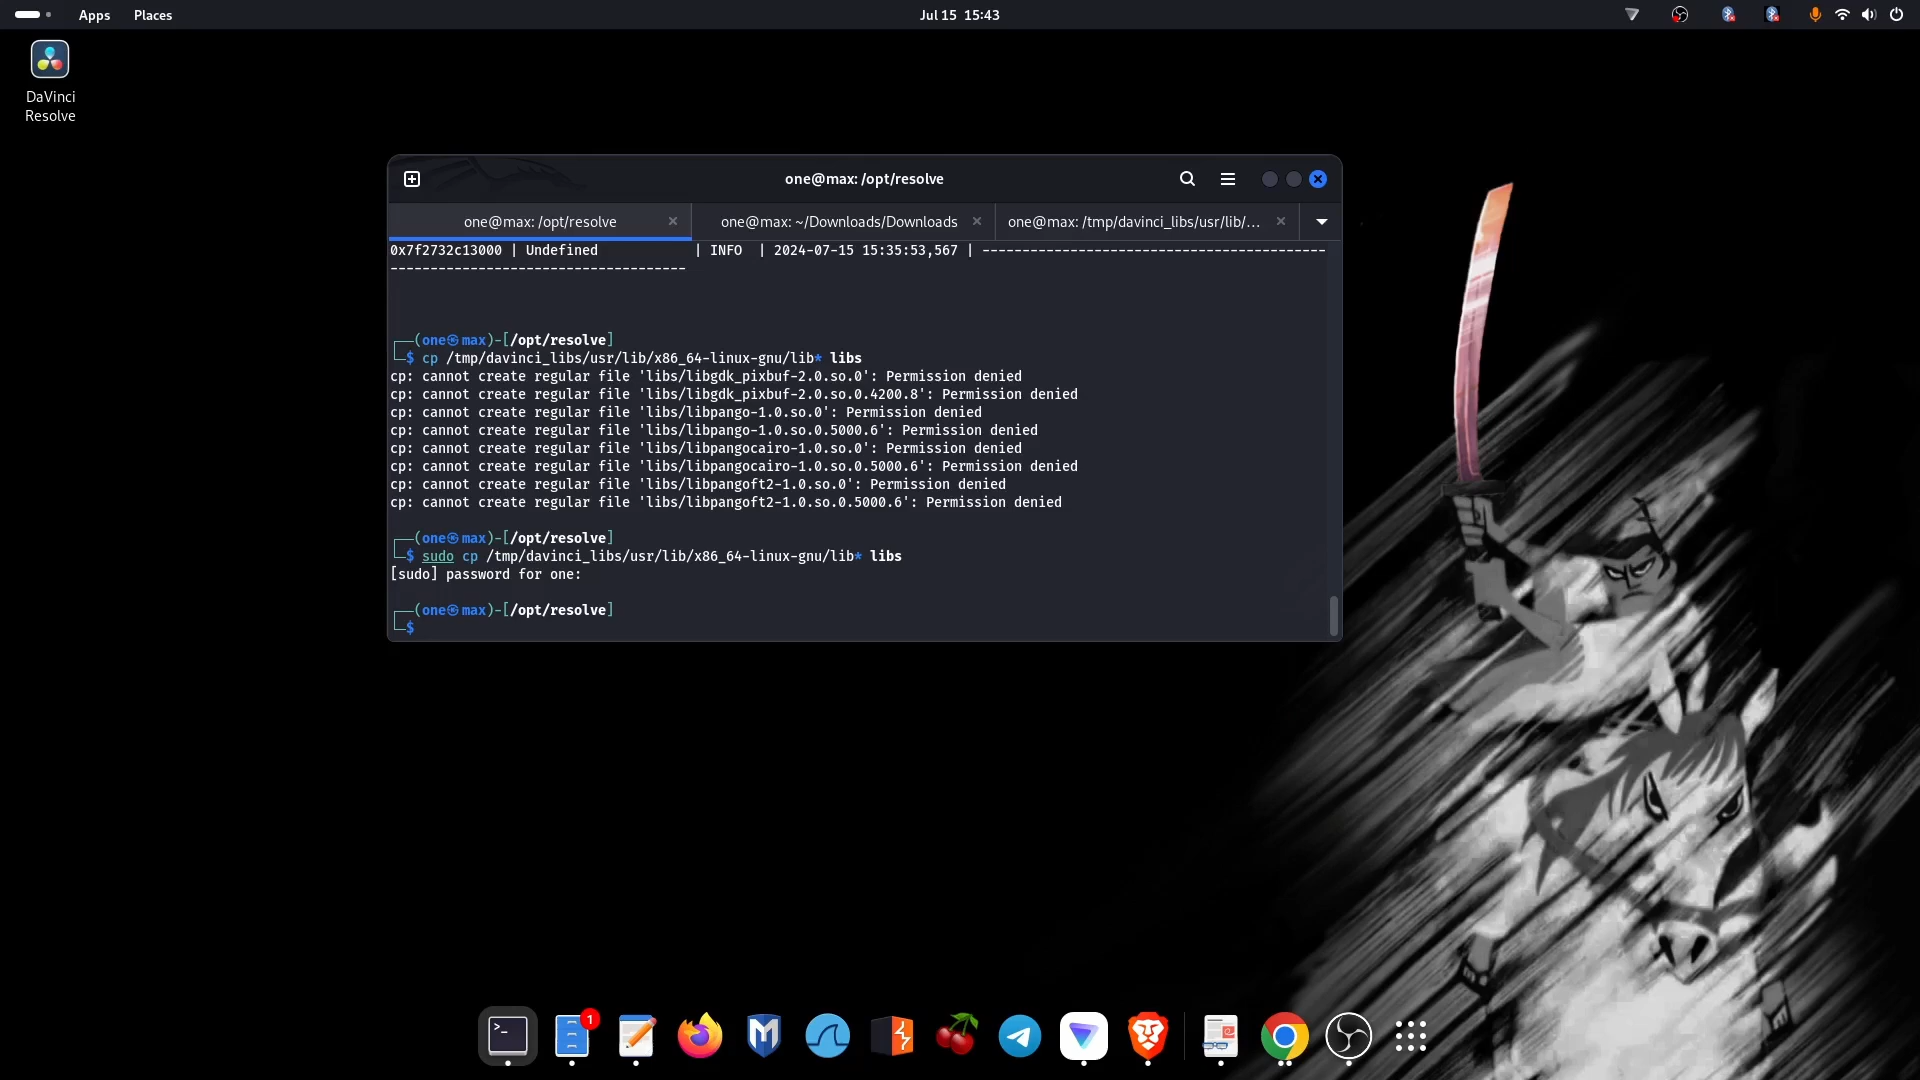 Apps Places Jul 15 15:43
DaVinci
Resolve
one@max: /opt/resolve
one@max: /opt/resolve one@max: ~/Downloads/Downloads one@max: /tmp/davinci_libs/usr/lib/...
0x7f2732c13000 | Undefined            | INFO  | 2024-07-15 15:35:53,567 | -------------------------------------------
-------------------------------------
┌──(one㉿max)-[/opt/resolve]
└─$ cp /tmp/davinci_libs/usr/lib/x86_64-linux-gnu/lib* libs
cp: cannot create regular file 'libs/libgdk_pixbuf-2.0.so.0': Permission denied
cp: cannot create regular file 'libs/libgdk_pixbuf-2.0.so.0.4200.8': Permission denied
cp: cannot create regular file 'libs/libpango-1.0.so.0': Permission denied
cp: cannot create regular file 'libs/libpango-1.0.so.0.5000.6': Permission denied
cp: cannot create regular file 'libs/libpangocairo-1.0.so.0': Permission denied
cp: cannot create regular file 'libs/libpangocairo-1.0.so.0.5000.6': Permission denied
cp: cannot create regular file 'libs/libpangoft2-1.0.so.0': Permission denied
cp: cannot create regular file 'libs/libpangoft2-1.0.so.0.5000.6': Permission denied
┌──(one㉿max)-[/opt/resolve]
└─$ sudo cp /tmp/davinci_libs/usr/lib/x86_64-linux-gnu/lib* libs
[sudo] password for one:
┌──(one㉿max)-[/opt/resolve]
└─$
1